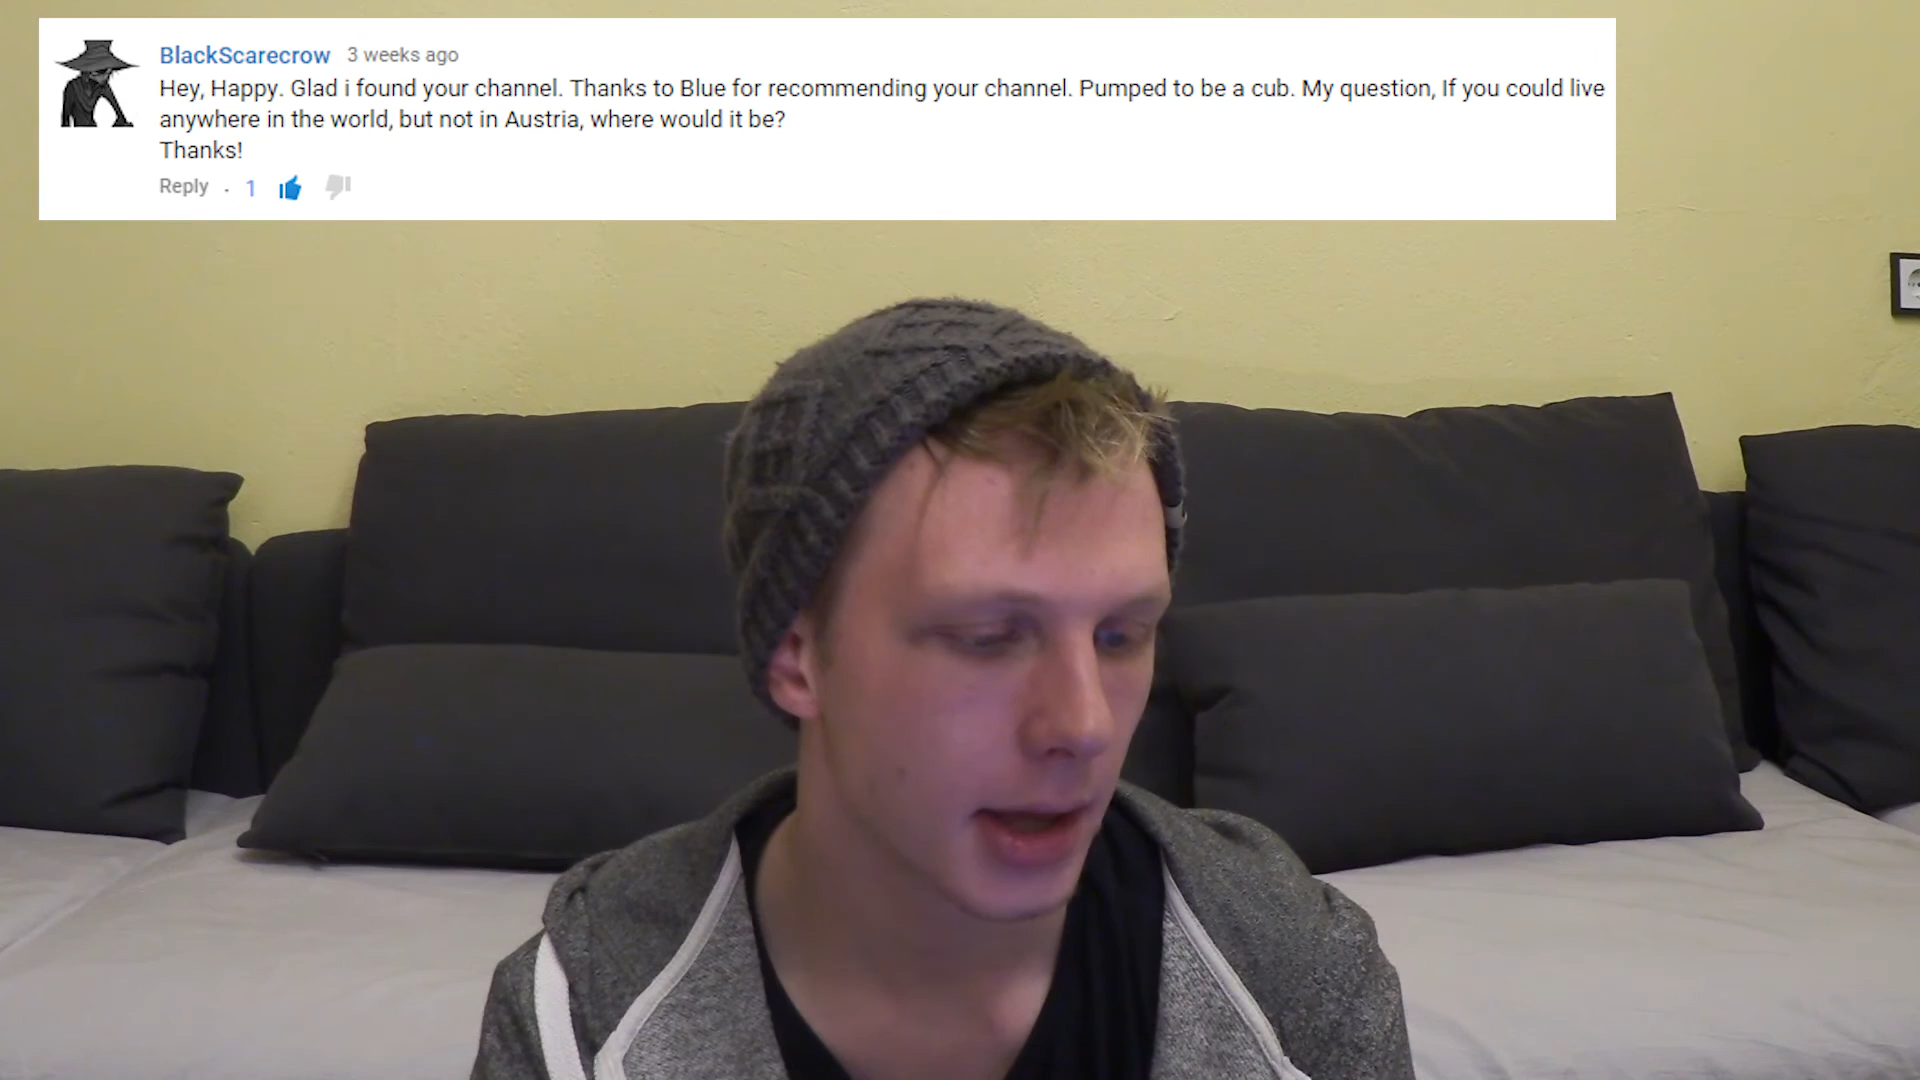 BlackScarecrow 3 weeks ago
Hey, Happy. Glad i found your channel. Thanks to Blue for recommending your channel. Pumped to be a cub. My question, If you could live
anywhere in the world, but not in Austria, where would it be?
Thanks!
Reply . 1